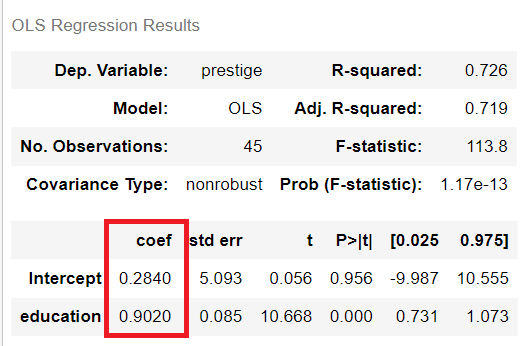 OLS Regression Results
Dep. Variable: prestige R-squared: 0.726
Model: OLS Adj. R-squared: 0.719
No. Observations: 45 F-statistic: 113.8
Covariance Type: nonrobust Prob (F-statistic): 1.17e-13
coef std err t P>|t| [0.025 0.975]
Intercept 0.2840 5.093 0.056 0.956 -9.987 10.555
education 0.9020 0.085 10.668 0.000 0.731 1.073